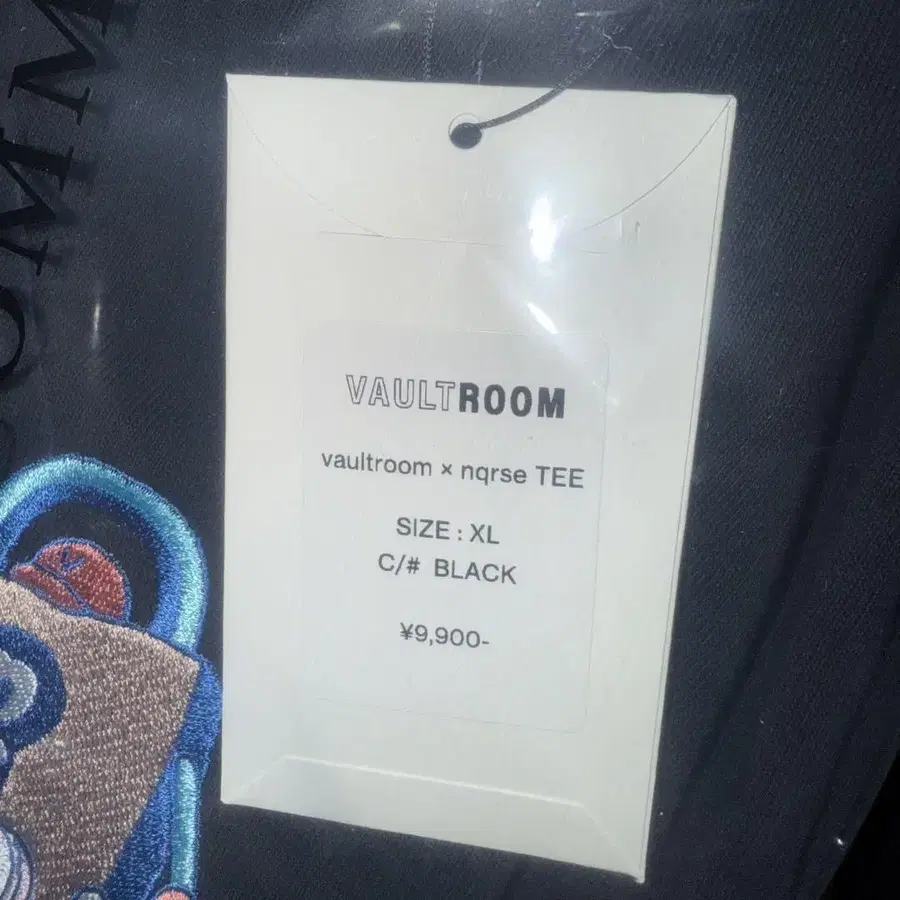 VAULTROOM
vaultroom × nqrse TEE
SIZE : XL
C/# BLACK
¥9,900-